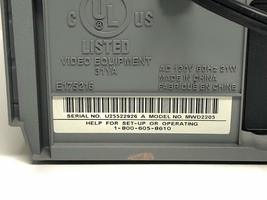 C UL US
LISTED
VIDEO EQUIPMENT
31YA
E175216
AC 120V 60HZ 31W
MADE IN CHINA
FABRIQUE EN CHINE
SERIAL NO. U25522926 A MODEL NO. MWD2205
HELP FOR SET-UP OR OPERATING
1-800-605-8610